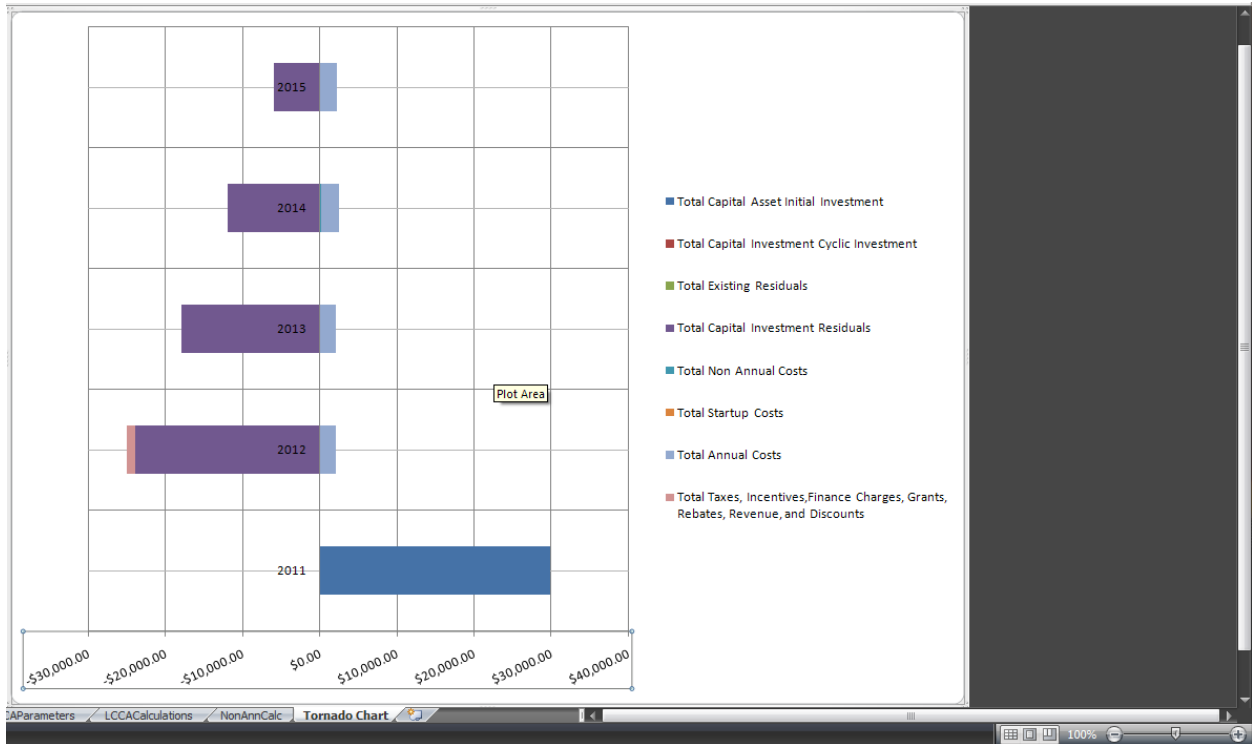 2015
2014
2013
2012
2011
-$30,000.00
-$20,000.00
-$10,000.00
$0.00
$10,000.00
$20,000.00
$30,000.00
$40,000.00
Plot Area
Total Capital Asset Initial Investment
Total Capital Investment Cyclic Investment
Total Existing Residuals
Total Capital Investment Residuals
Total Non Annual Costs
Total Startup Costs
Total Annual Costs
Total Taxes, Incentives,Finance Charges, Grants,
Rebates, Revenue, and Discounts
CAParameters LCCACalculations NonAnnCalc Tornado Chart
100%